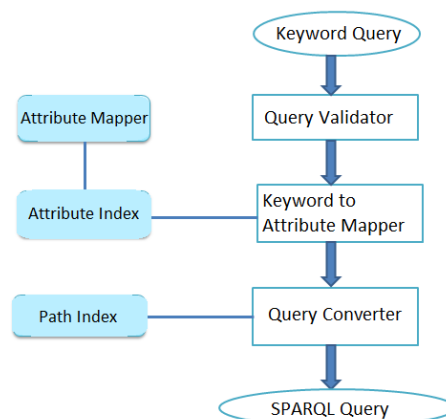 Keyword Query
Attribute Mapper
Query Validator
Attribute Index
Keyword to
Attribute Mapper
Path Index
Query Converter
SPARQL Query